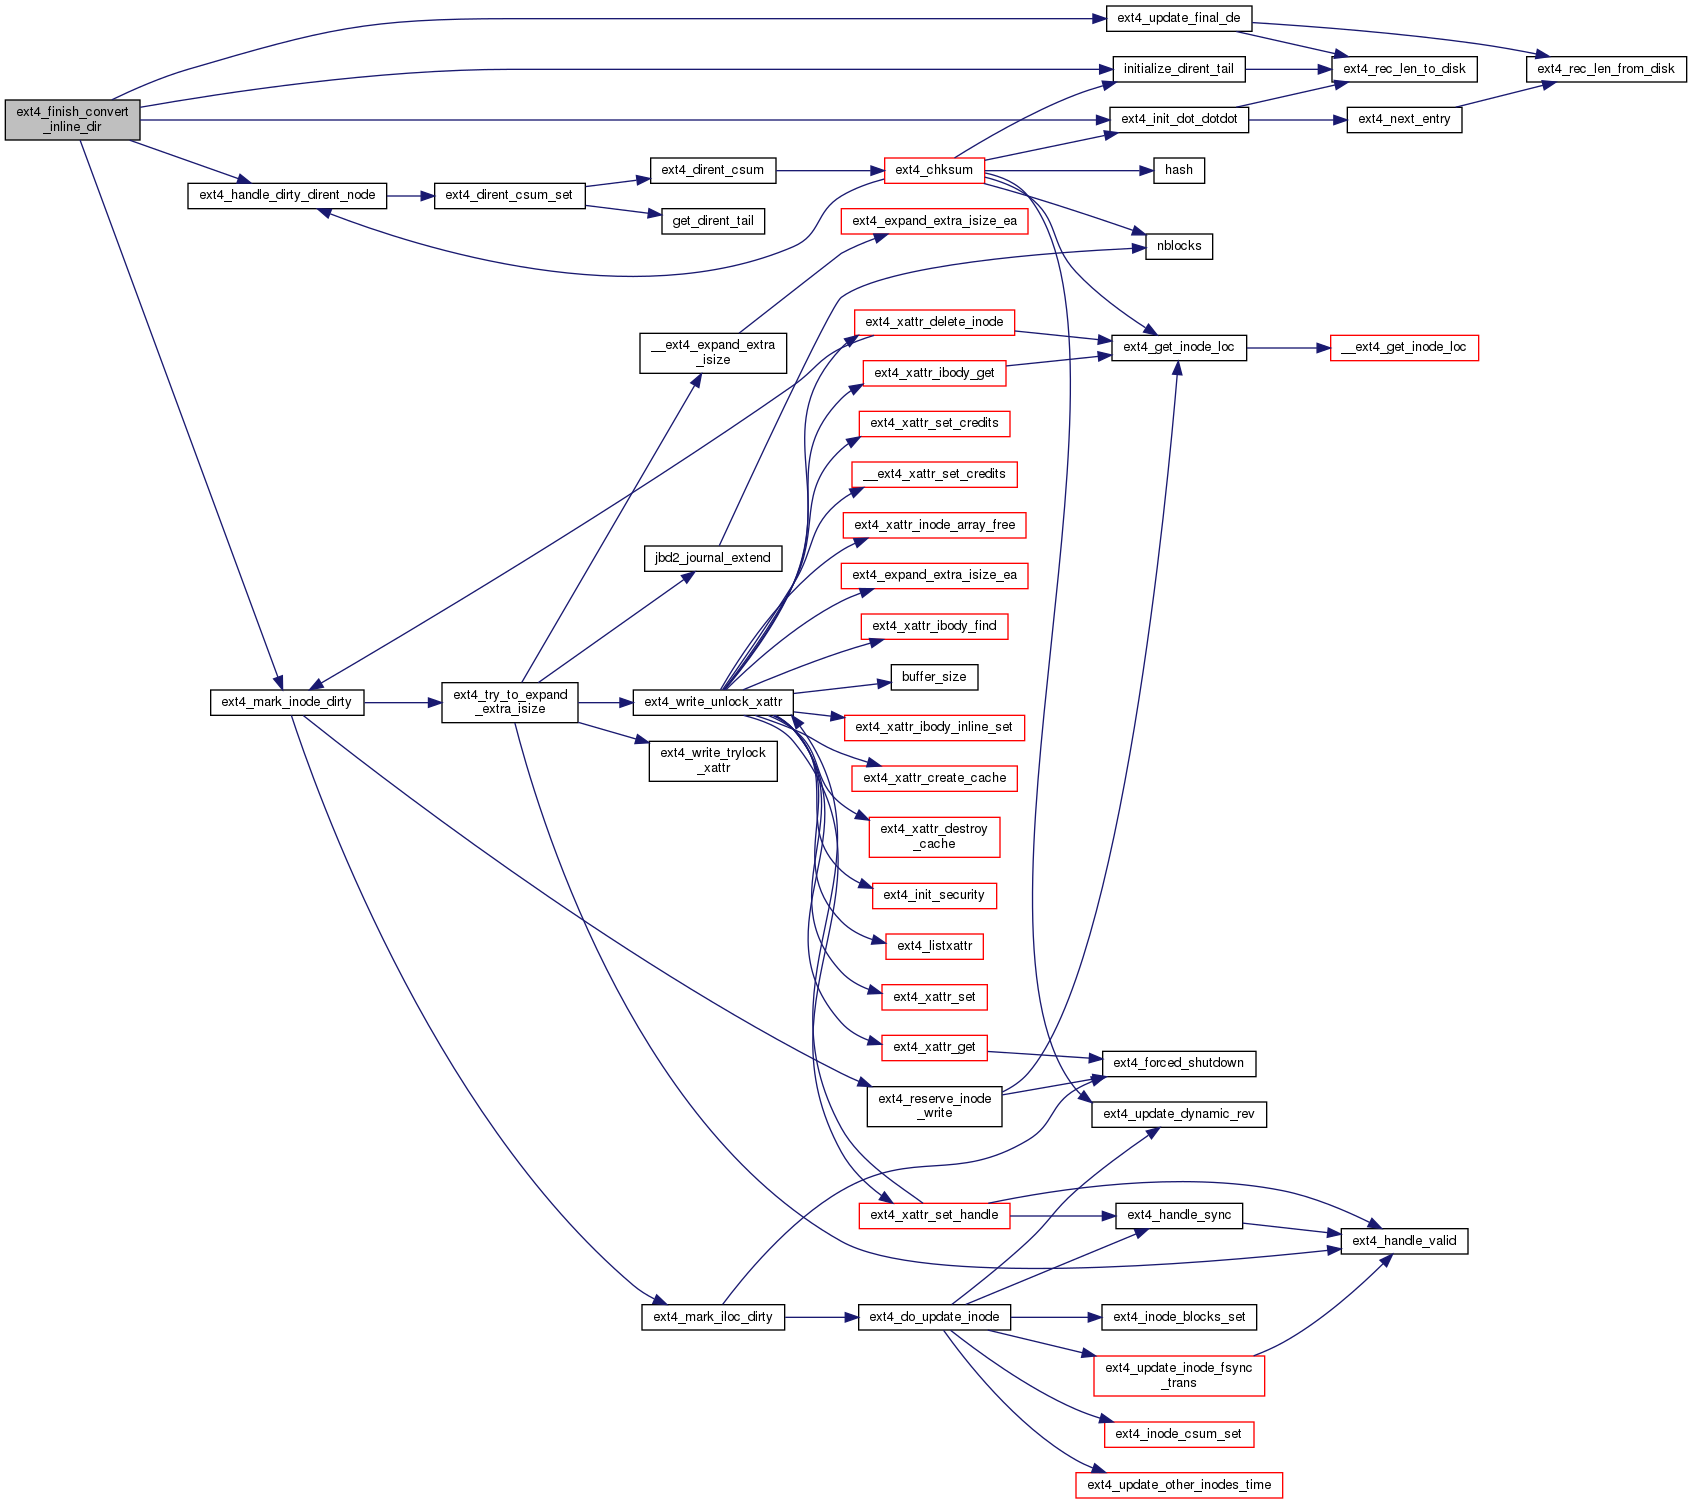 ext4_update_final_de
initialize_dirent_tail
ext4_rec_len_to_disk
ext4_rec_len_from_disk
ext4_finish_convert
_inline_dir
ext4_init_dot_dotdot
ext4_next_entry
ext4_handle_dirty_dirent_node
ext4_dirent_csum_set
ext4_dirent_csum
get_dirent_tail
ext4_chksum
hash
ext4_expand_extra_isize_ea
nblocks
__ext4_expand_extra
_isize
ext4_xattr_delete_inode
ext4_get_inode_loc
__ext4_get_inode_loc
ext4_xattr_ibody_get
ext4_xattr_set_credits
__ext4_xattr_set_credits
ext4_xattr_inode_array_free
jbd2_journal_extend
ext4_expand_extra_isize_ea
ext4_xattr_ibody_find
buffer_size
ext4_mark_inode_dirty
ext4_try_to_expand
_extra_isize
ext4_write_unlock_xattr
ext4_xattr_ibody_inline_set
ext4_write_trylock
_xattr
ext4_xattr_create_cache
ext4_xattr_destroy
_cache
ext4_init_security
ext4_listxattr
ext4_xattr_set
ext4_xattr_get
ext4_forced_shutdown
ext4_reserve_inode
_write
ext4_update_dynamic_rev
ext4_xattr_set_handle
ext4_handle_sync
ext4_handle_valid
ext4_mark_iloc_dirty
ext4_do_update_inode
ext4_inode_blocks_set
ext4_update_inode_fsync
_trans
ext4_inode_csum_set
ext4_update_other_inodes_time